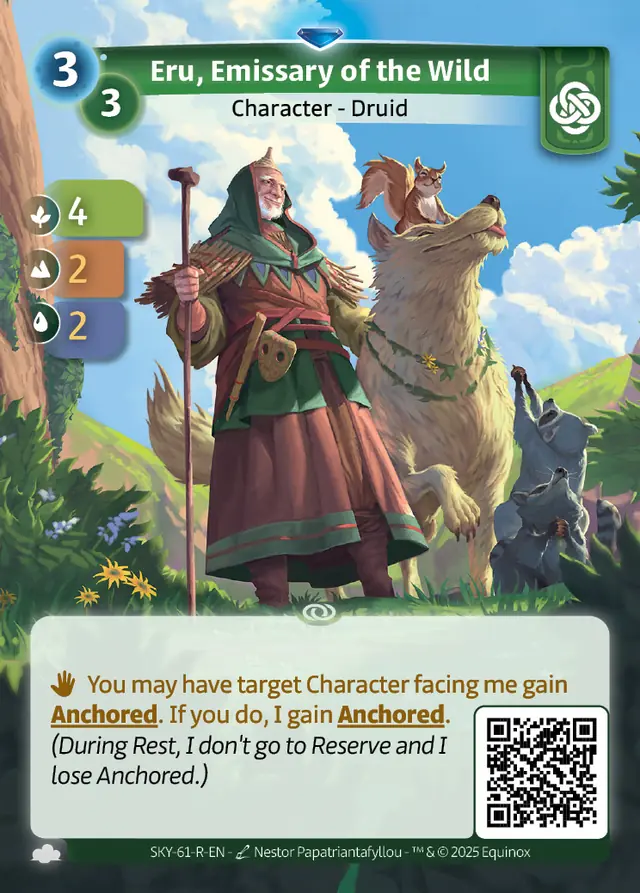 3
Eru, Emissary of the Wild
3
Character - Druid
4
2
2
You may have target Character facing me gain
Anchored. If you do, I gain Anchored.
(During Rest, I don't go to Reserve and I
lose Anchored.)
SKY-61-R-EN - Nestor Papatriantafyllou - ™ & © 2025 Equinox